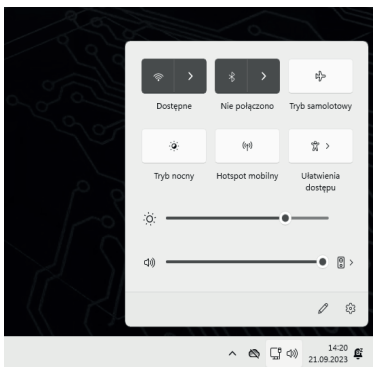 Dostępne
Nie połączono
Tryb samolotowy
Tryb nocny
Hotspot mobilny
Ułatwienia
dostępu
14:20
21.09.2023